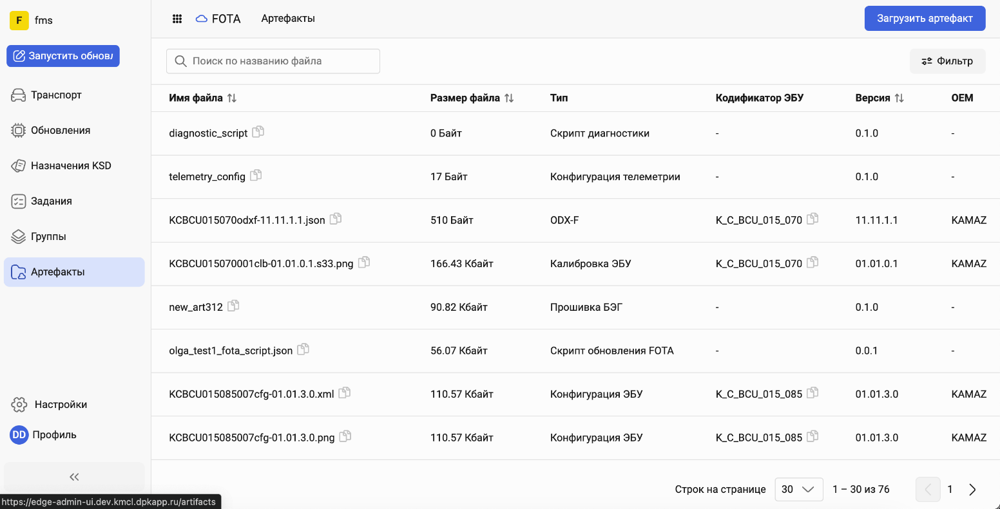 F fms
Запустить обновл
Транспорт
Обновления
Назначения KSD
Задания
Группы
Артефакты
Настройки
DD Профиль
https://edge-admin-ui.dev.kmcl.dpkapp.ru/artifacts
FOTA Артефакты Загрузить артефакт
Поиск по названию файла Фильтр
Имя файла Размер файла Тип Кодификатор ЭБУ Версия OEM
diagnostic_script 0 Байт Скрипт диагностики - 0.1.0 -
telemetry_config 17 Байт Конфигурация телеметрии - 0.1.0 -
KCBCU015070odxf-11.11.1.1.json 510 Байт ODX-F K_C_BCU_015_070 11.11.1.1 KAMAZ
KCBCU015070001clb-01.01.0.1.s33.png 166.43 Кбайт Калибровка ЭБУ K_C_BCU_015_070 01.01.0.1 KAMAZ
new_art312 90.82 Кбайт Прошивка БЭГ - 0.1.0 -
olga_test1_fota_script.json 56.07 Кбайт Скрипт обновления FOTA - 0.0.1 -
KCBCU015085007cfg-01.01.3.0.xml 110.57 Кбайт Конфигурация ЭБУ K_C_BCU_015_085 01.01.3.0 KAMAZ
KCBCU015085007cfg-01.01.3.0.png 110.57 Кбайт Конфигурация ЭБУ K_C_BCU_015_085 01.01.3.0 KAMAZ
Строк на странице 30 1 – 30 из 76 1